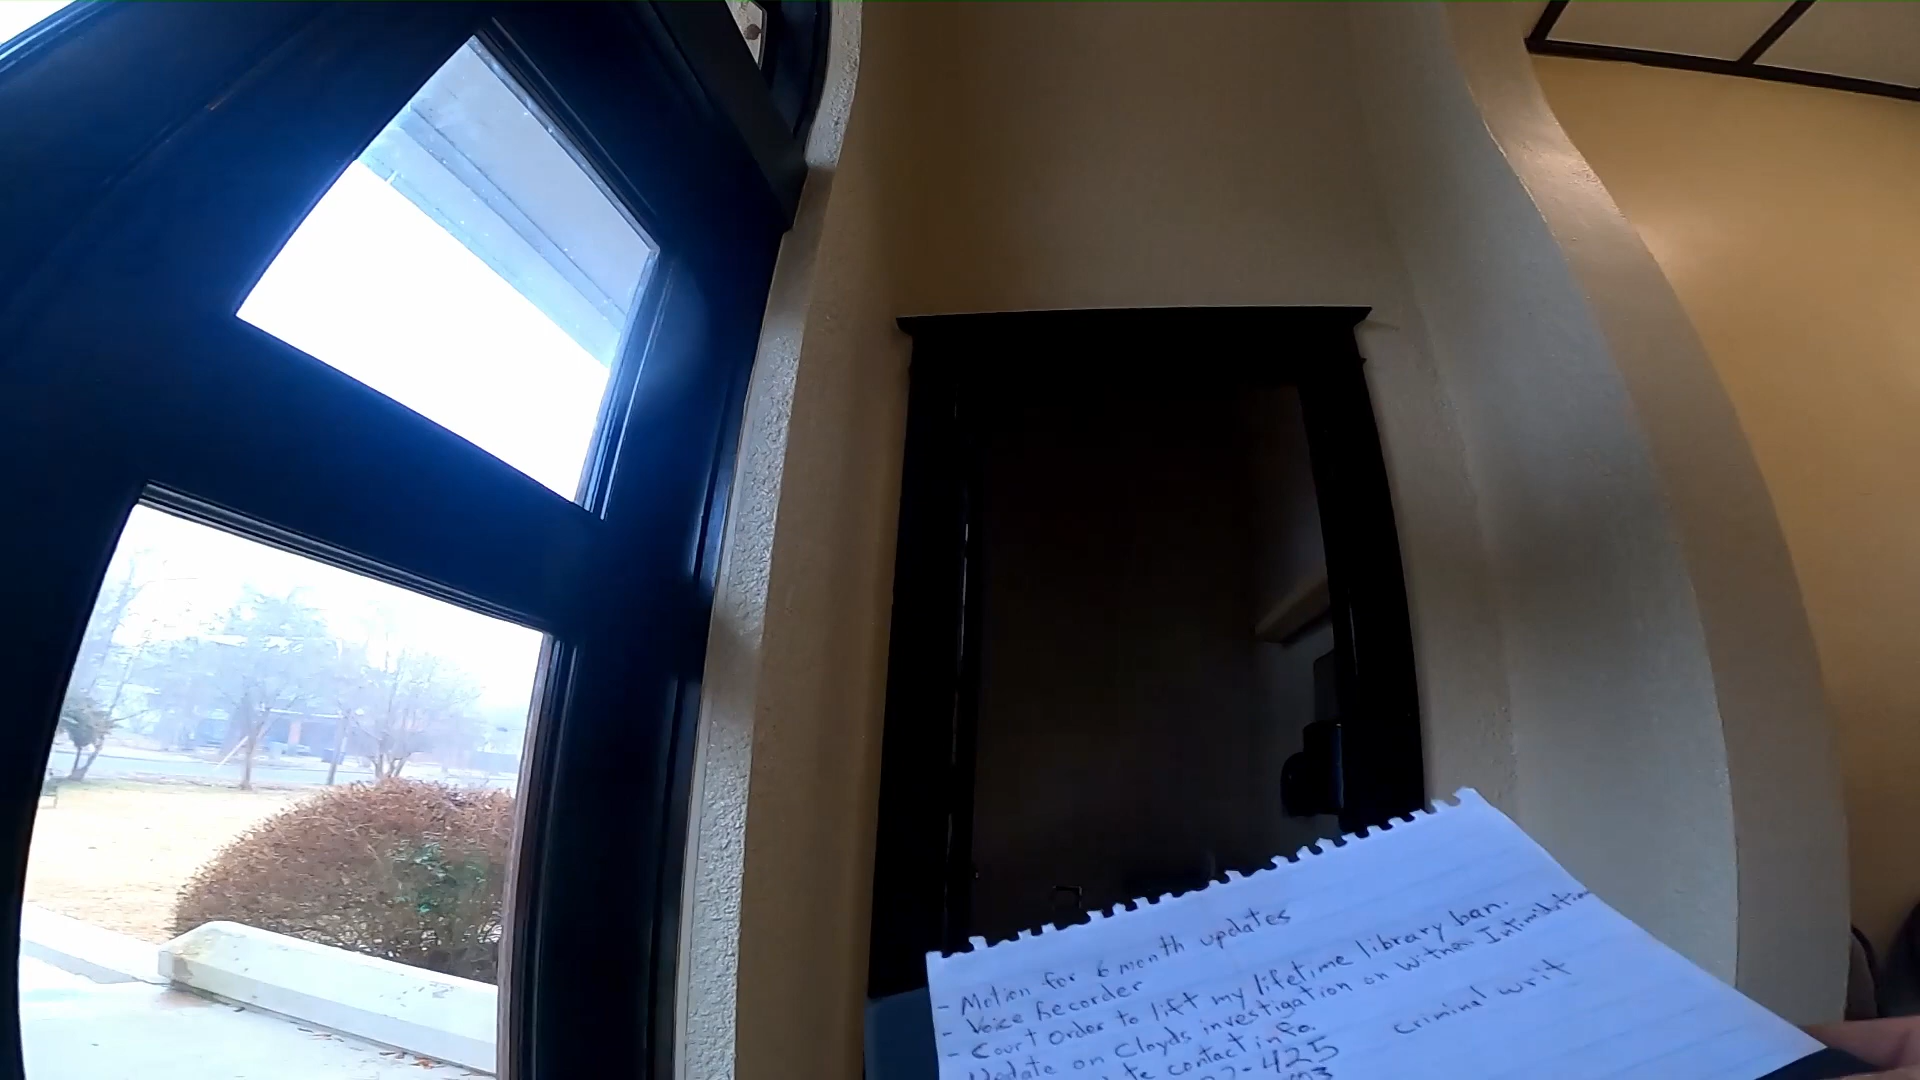 - Motion for 6 month updates
- Voice Recorder
- Court Order to lift my lifetime library ban.
Update on Cloyds investigation on Witness Intimidation
contact info.
-425
Criminal writ